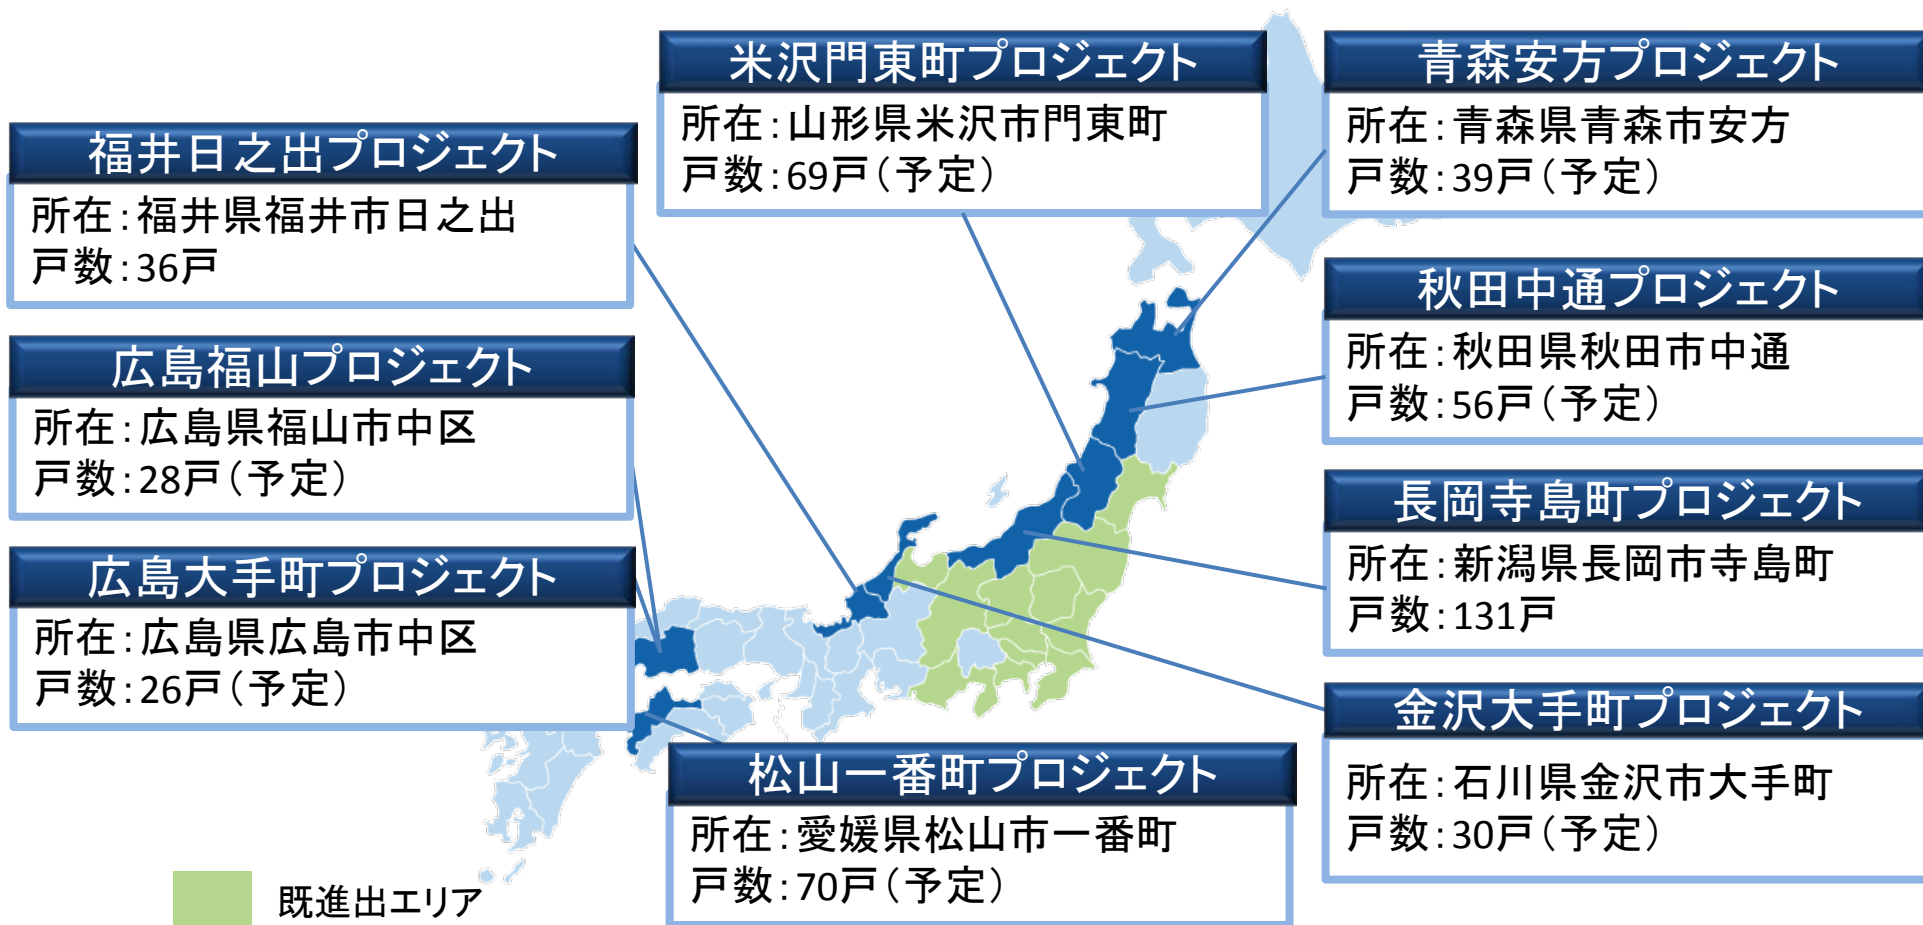 米沢門東町プロジェクト
所在:山形県米沢市門東町
戸数:69戸(予定)
青森安方プロジェクト
所在:青森県青森市安方
戸数:39戸(予定)
福井日之出プロジェクト
所在:福井県福井市日之出
戸数:36戸
秋田中通プロジェクト
所在:秋田県秋田市中通
戸数:56戸(予定)
広島福山プロジェクト
所在:広島県福山市中区
戸数:28戸(予定)
長岡寺島町プロジェクト
所在:新潟県長岡市寺島町
戸数:131戸
広島大手町プロジェクト
所在:広島県広島市中区
戸数:26戸(予定)
金沢大手町プロジェクト
所在:石川県金沢市大手町
戸数:30戸(予定)
松山一番町プロジェクト
所在:愛媛県松山市一番町
戸数:70戸(予定)
既進出エリア